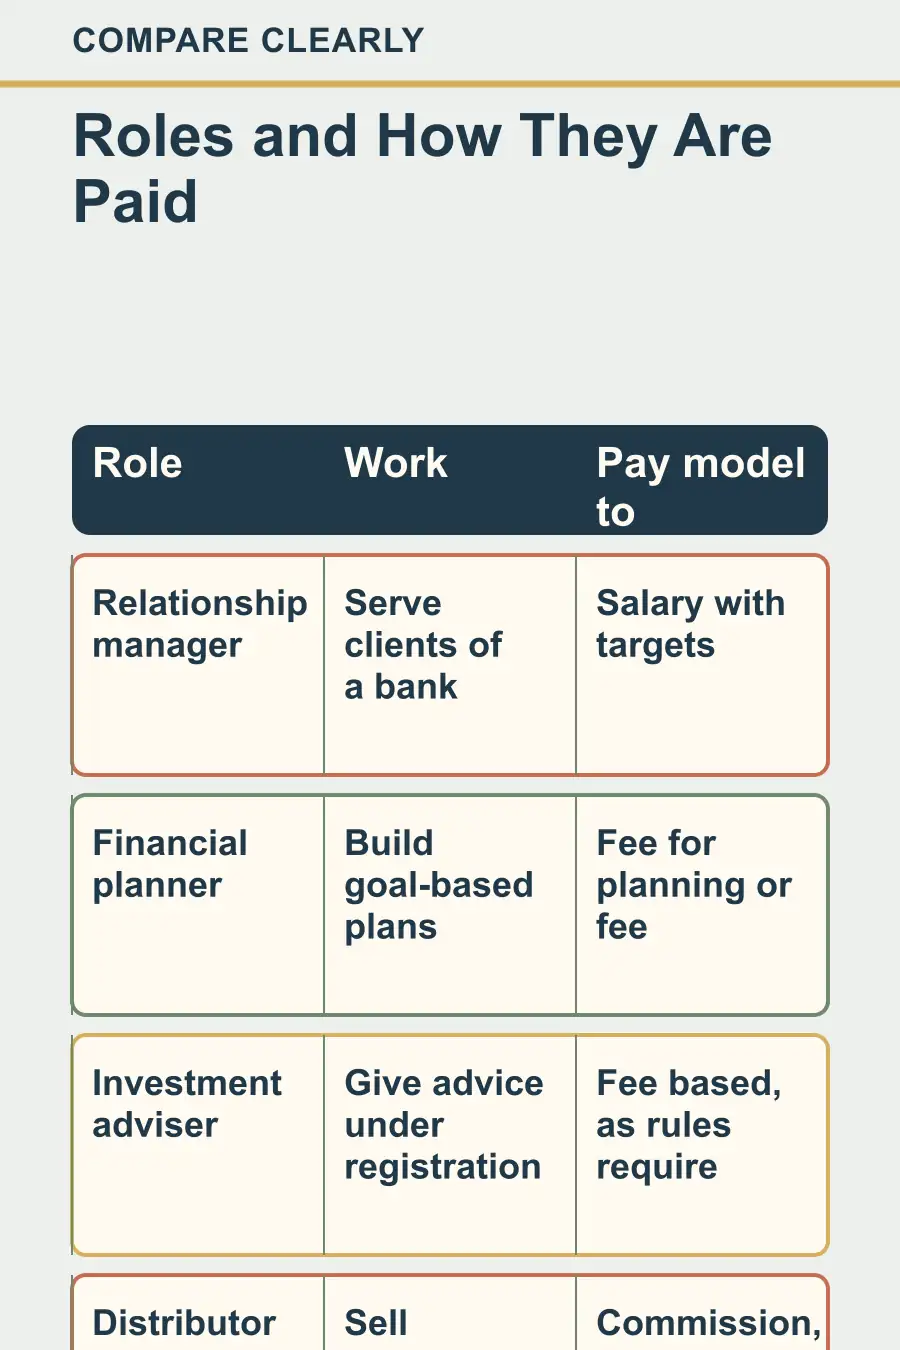 COMPARE CLEARLY
Roles and How They Are
Paid
Role
Work
Pay model
to
Relationship
manager
Serve
clients of
a bank
Salary with
targets
Financial
planner
Build
goal-based
plans
Fee for
planning or
fee
Investment
adviser
Give advice
under
registration
Fee based,
as rules
require
Distributor
Sell
Commission,